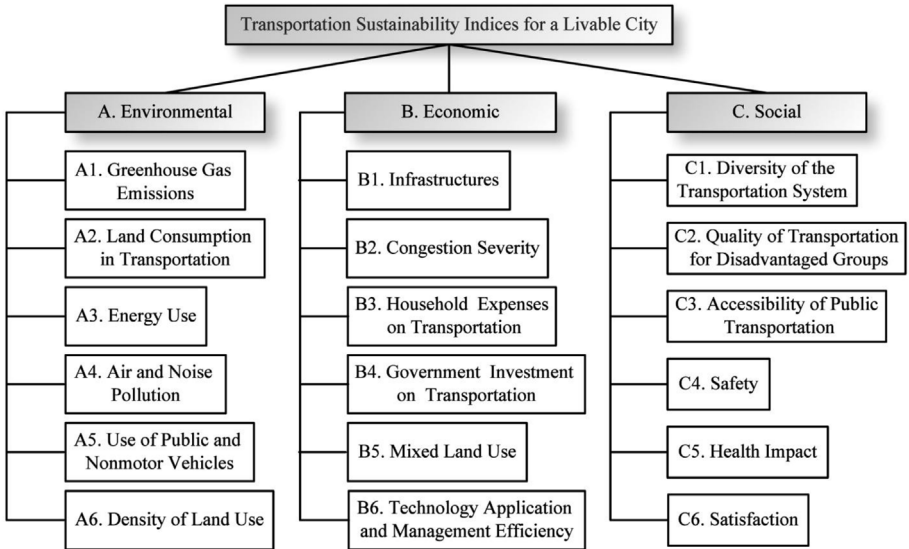 Transportation Sustainability Indices for a Livable City
A. Environmental
A1. Greenhouse Gas
Emissions
A2. Land Consumption
in Transportation
A3. Energy Use
A4. Air and Noise
Pollution
A5. Use of Public and
Nonmotor Vehicles
A6. Density of Land Use
B. Economic
B1. Infrastructures
B2. Congestion Severity
B3. Household Expenses
on Transportation
B4. Government Investment
on Transportation
B5. Mixed Land Use
B6. Technology Application
and Management Efficiency
C. Social
C1. Diversity of the
Transportation System
C2. Quality of Transportation
for Disadvantaged Groups
C3. Accessibility of Public
Transportation
C4. Safety
C5. Health Impact
C6. Satisfaction